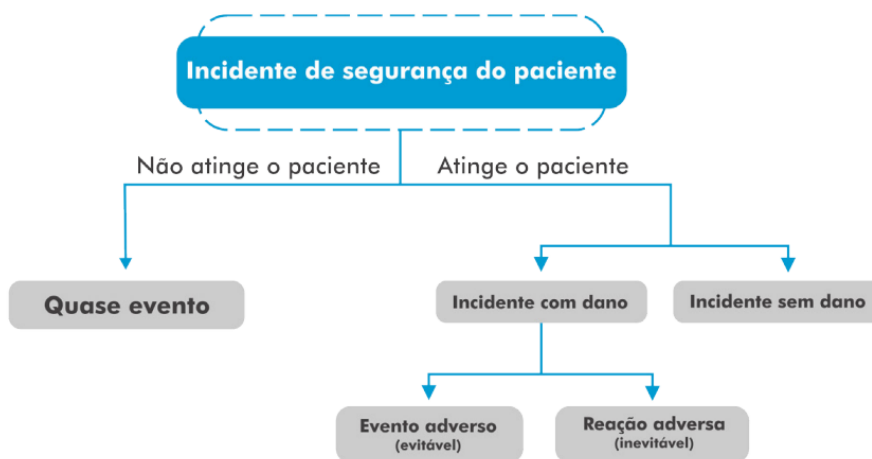 Incidente de segurança do paciente
Não atinge o paciente
Atinge o paciente
Quase evento
Incidente com dano
Incidente sem dano
Evento adverso
(evitável)
Reação adversa
(inevitável)